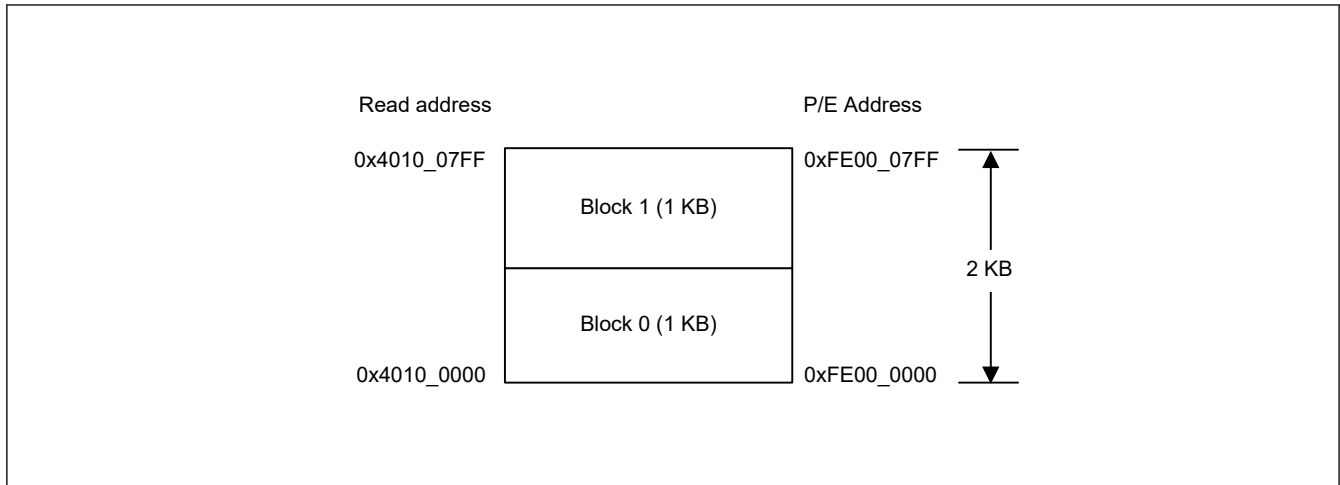 Read address P/E Address
0x4010_07FF 0xFE00_07FF
Block 1 (1 KB)
2 KB
Block 0 (1 KB)
0x4010_0000 0xFE00_0000